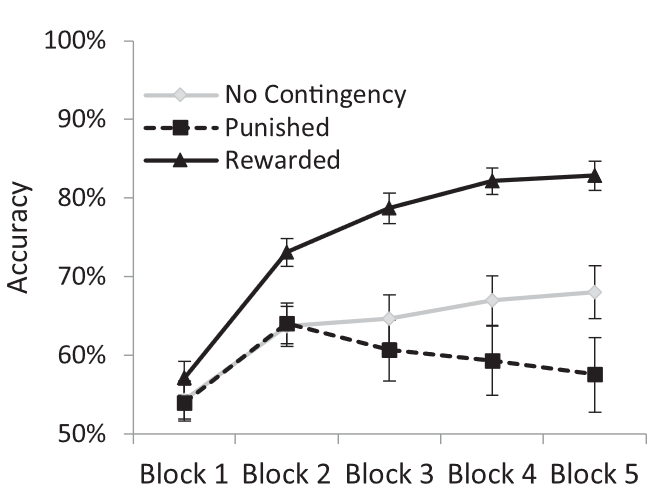 100%
No Contingency
90%
Punished
Rewarded
80%
Accuracy
70%
60%
50%
Block 1 Block 2 Block 3 Block 4 Block 5